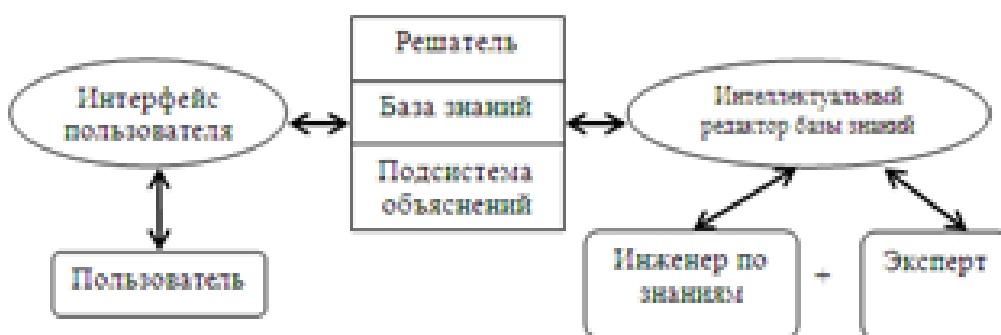 Решатель
Интерфейс
пользователя
База знаний
Интеллектуальный
редактор базы знаний
Подсистема
объяснений
Пользователь
Инженер по
знаниям
+
Эксперт